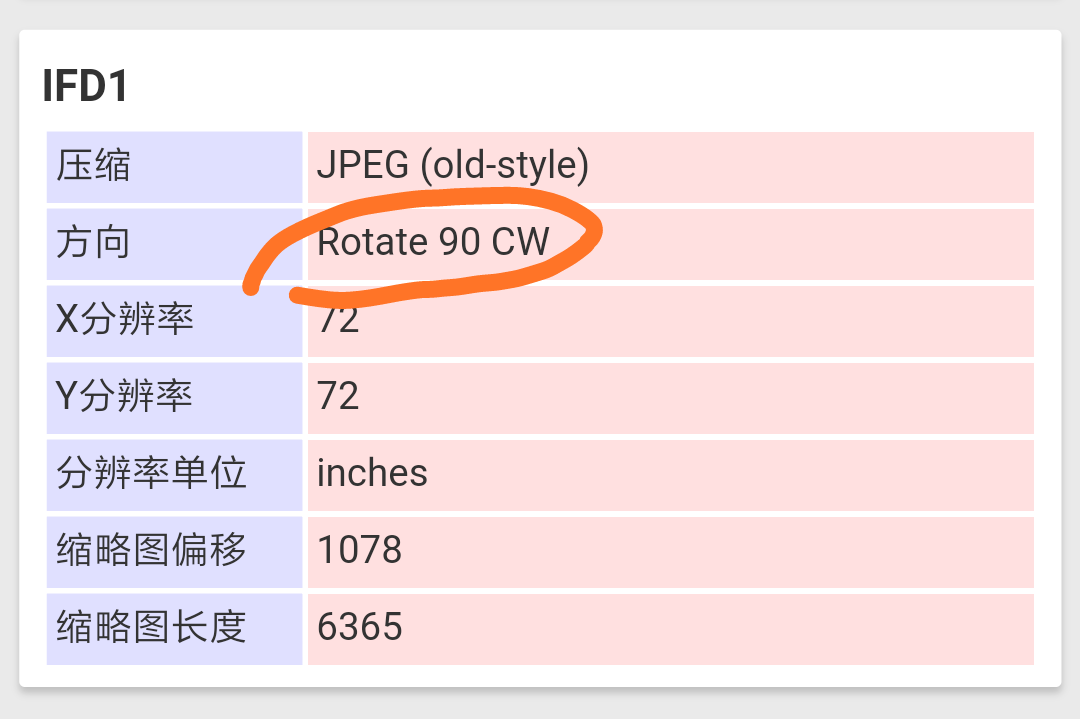 IFD1
压缩 JPEG (old-style)
方向 Rotate 90 CW
X分辨率 72
Y分辨率 72
分辨率单位 inches
缩略图偏移 1078
缩略图长度 6365